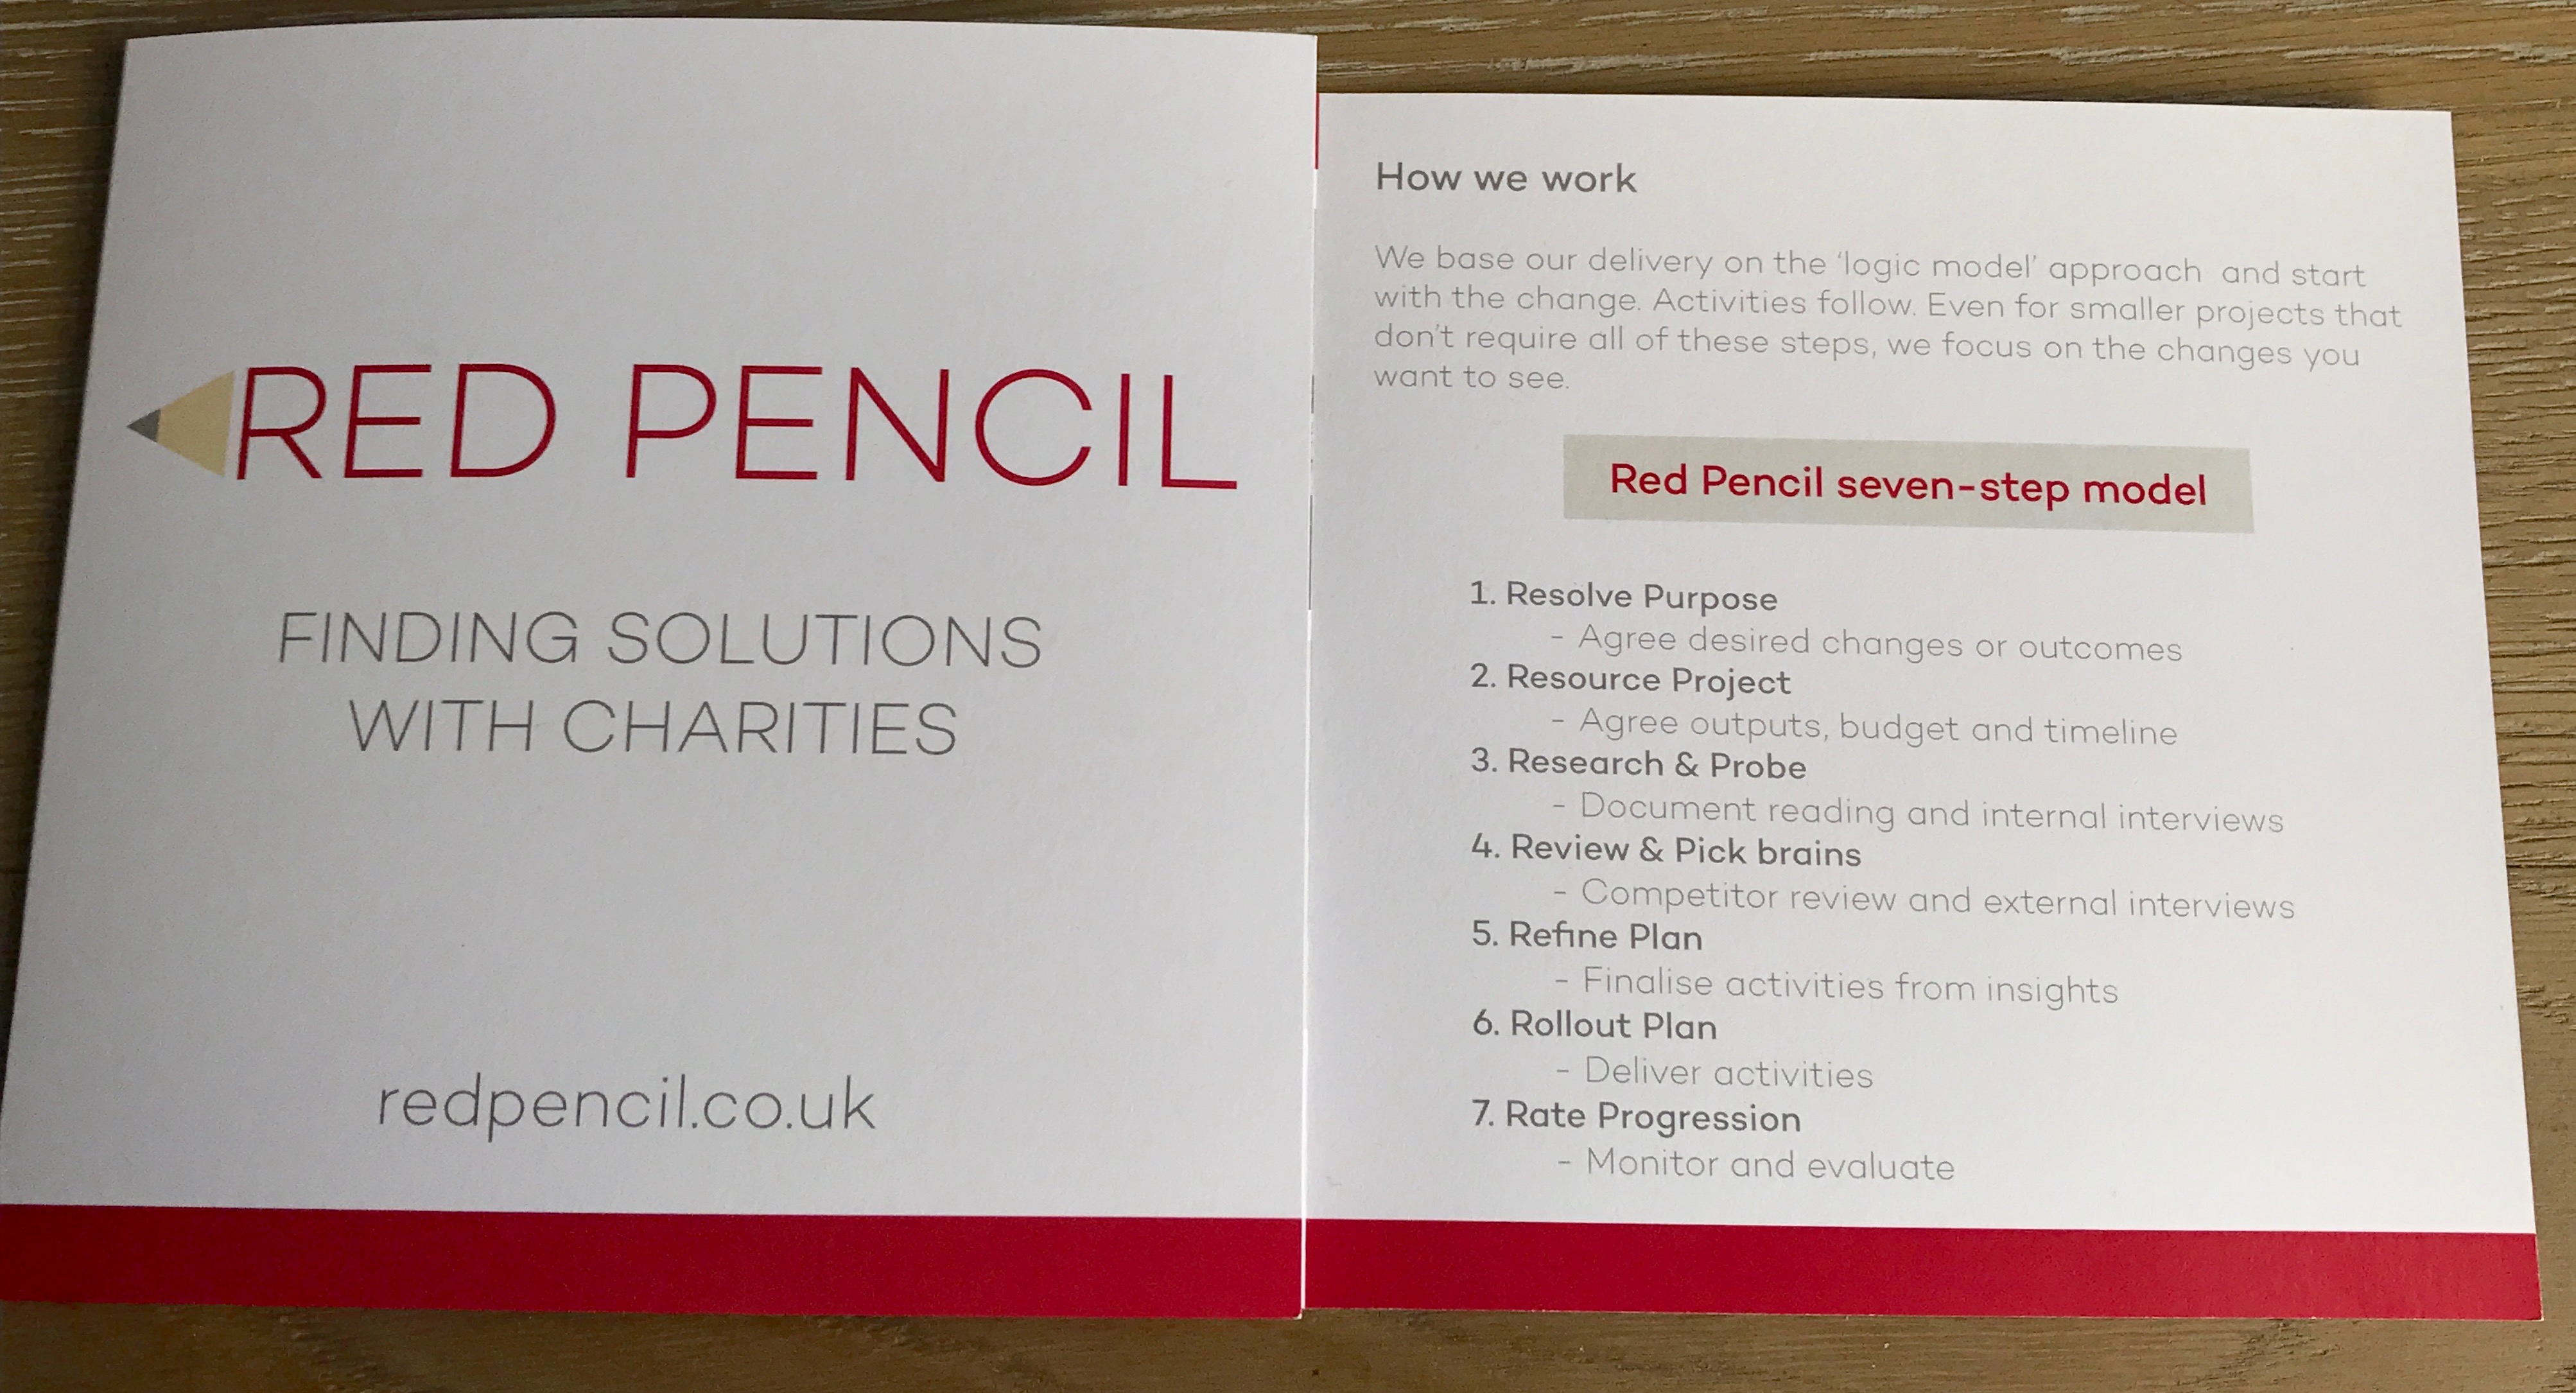 RED PENCIL
FINDING SOLUTIONS
WITH CHARITIES
redpencil.co.uk
How we work
We base our delivery on the 'logic model' approach and start
with the change. Activities follow. Even for smaller projects that
don't require all of these steps, we focus on the changes you
want to see.
Red Pencil seven-step model
1. Resolve Purpose
- Agree desired changes or outcomes
2. Resource Project
- Agree outputs, budget and timeline
3. Research & Probe
- Document reading and internal interviews
4. Review & Pick brains
- Competitor review and external interviews
5. Refine Plan
- Finalise activities from insights
6. Rollout Plan
- Deliver activities
7. Rate Progression
- Monitor and evaluate